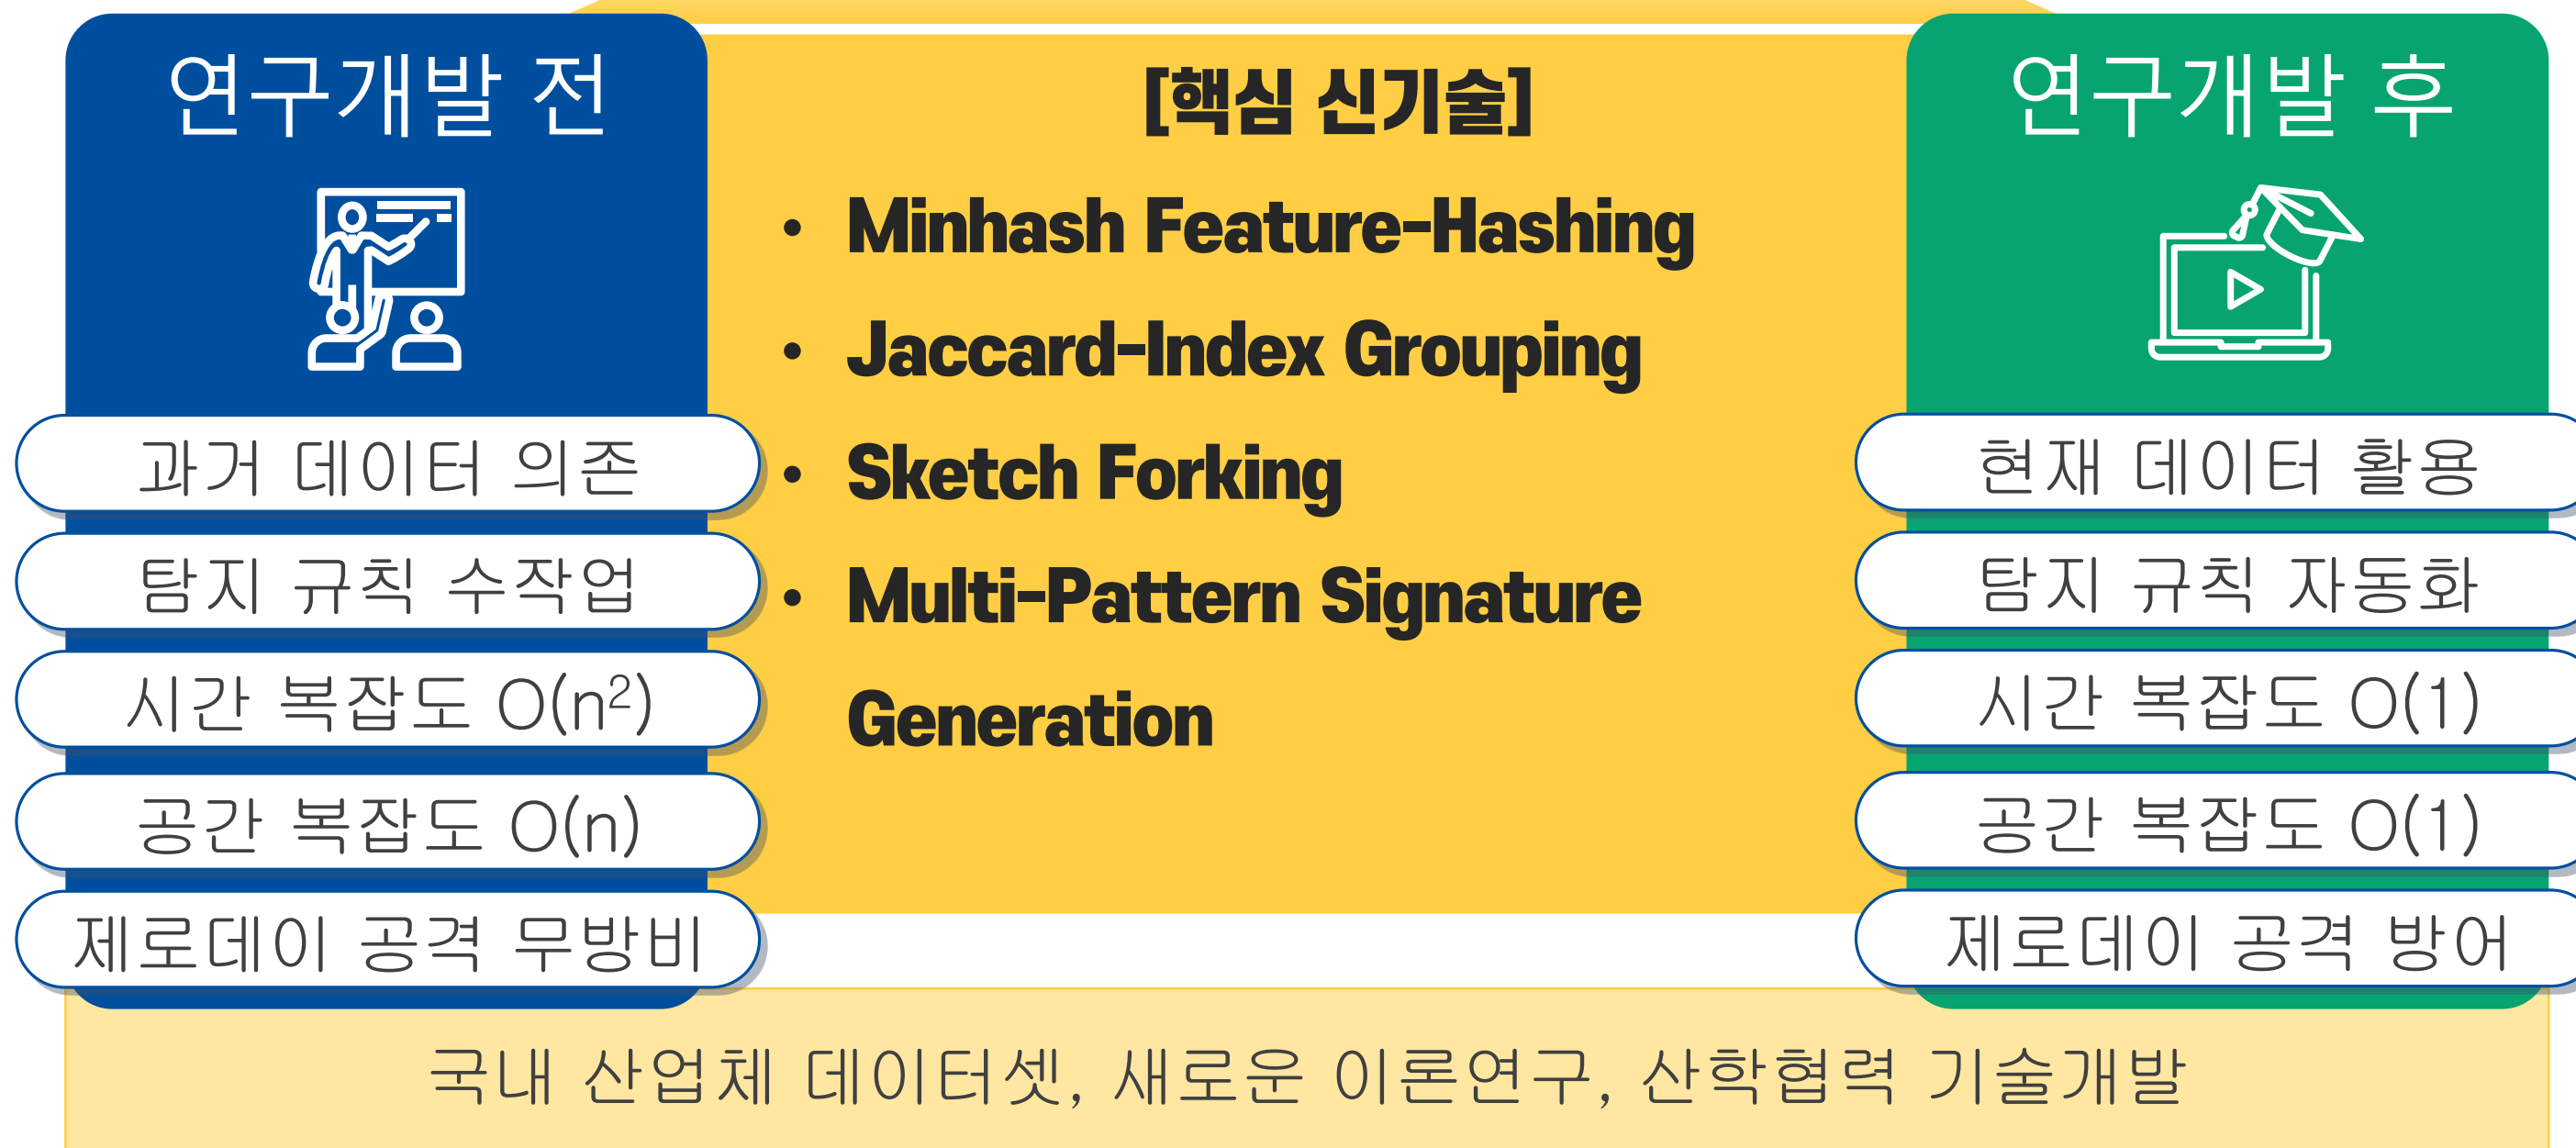 연구개발 전
과거 데이터 의존
탐지 규칙 수작업
시간 복잡도 O(n²)
공간 복잡도 O(n)
제로데이 공격 무방비
[핵심 신기술]
• Minhash Feature-Hashing
• Jaccard-Index Grouping
• Sketch Forking
• Multi-Pattern Signature
Generation
연구개발 후
현재 데이터 활용
탐지 규칙 자동화
시간 복잡도 O(1)
공간 복잡도 O(1)
제로데이 공격 방어
국내 산업체 데이터셋, 새로운 이론연구, 산학협력 기술개발